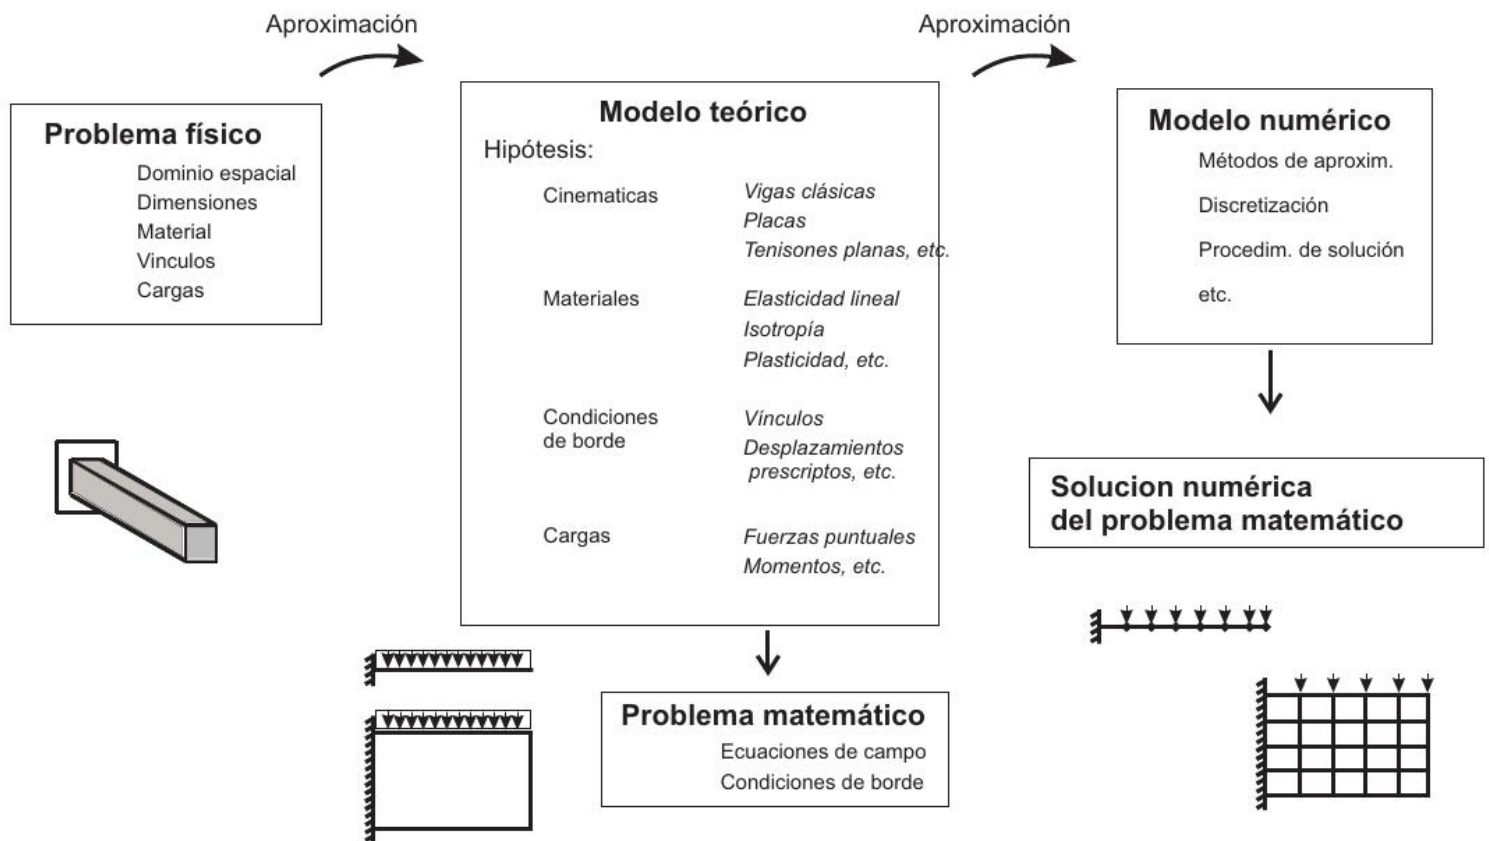 Aproximación
Aproximación
Problema físico
Dominio espacial
Dimensiones
Material
Vinculos
Cargas
Modelo teórico
Hipótesis:
Cinematicas
Vigas clásicas
Placas
Tenisones planas, etc.
Materiales
Elasticidad lineal
Isotropía
Plasticidad, etc.
Condiciones
de borde
Vínculos
Desplazamientos
prescriptos, etc.
Cargas
Fuerzas puntuales
Momentos, etc.
Problema matemático
Ecuaciones de campo
Condiciones de borde
Modelo numérico
Métodos de aproxim.
Discretización
Procedim. de solución
etc.
Solucion numérica
del problema matemático